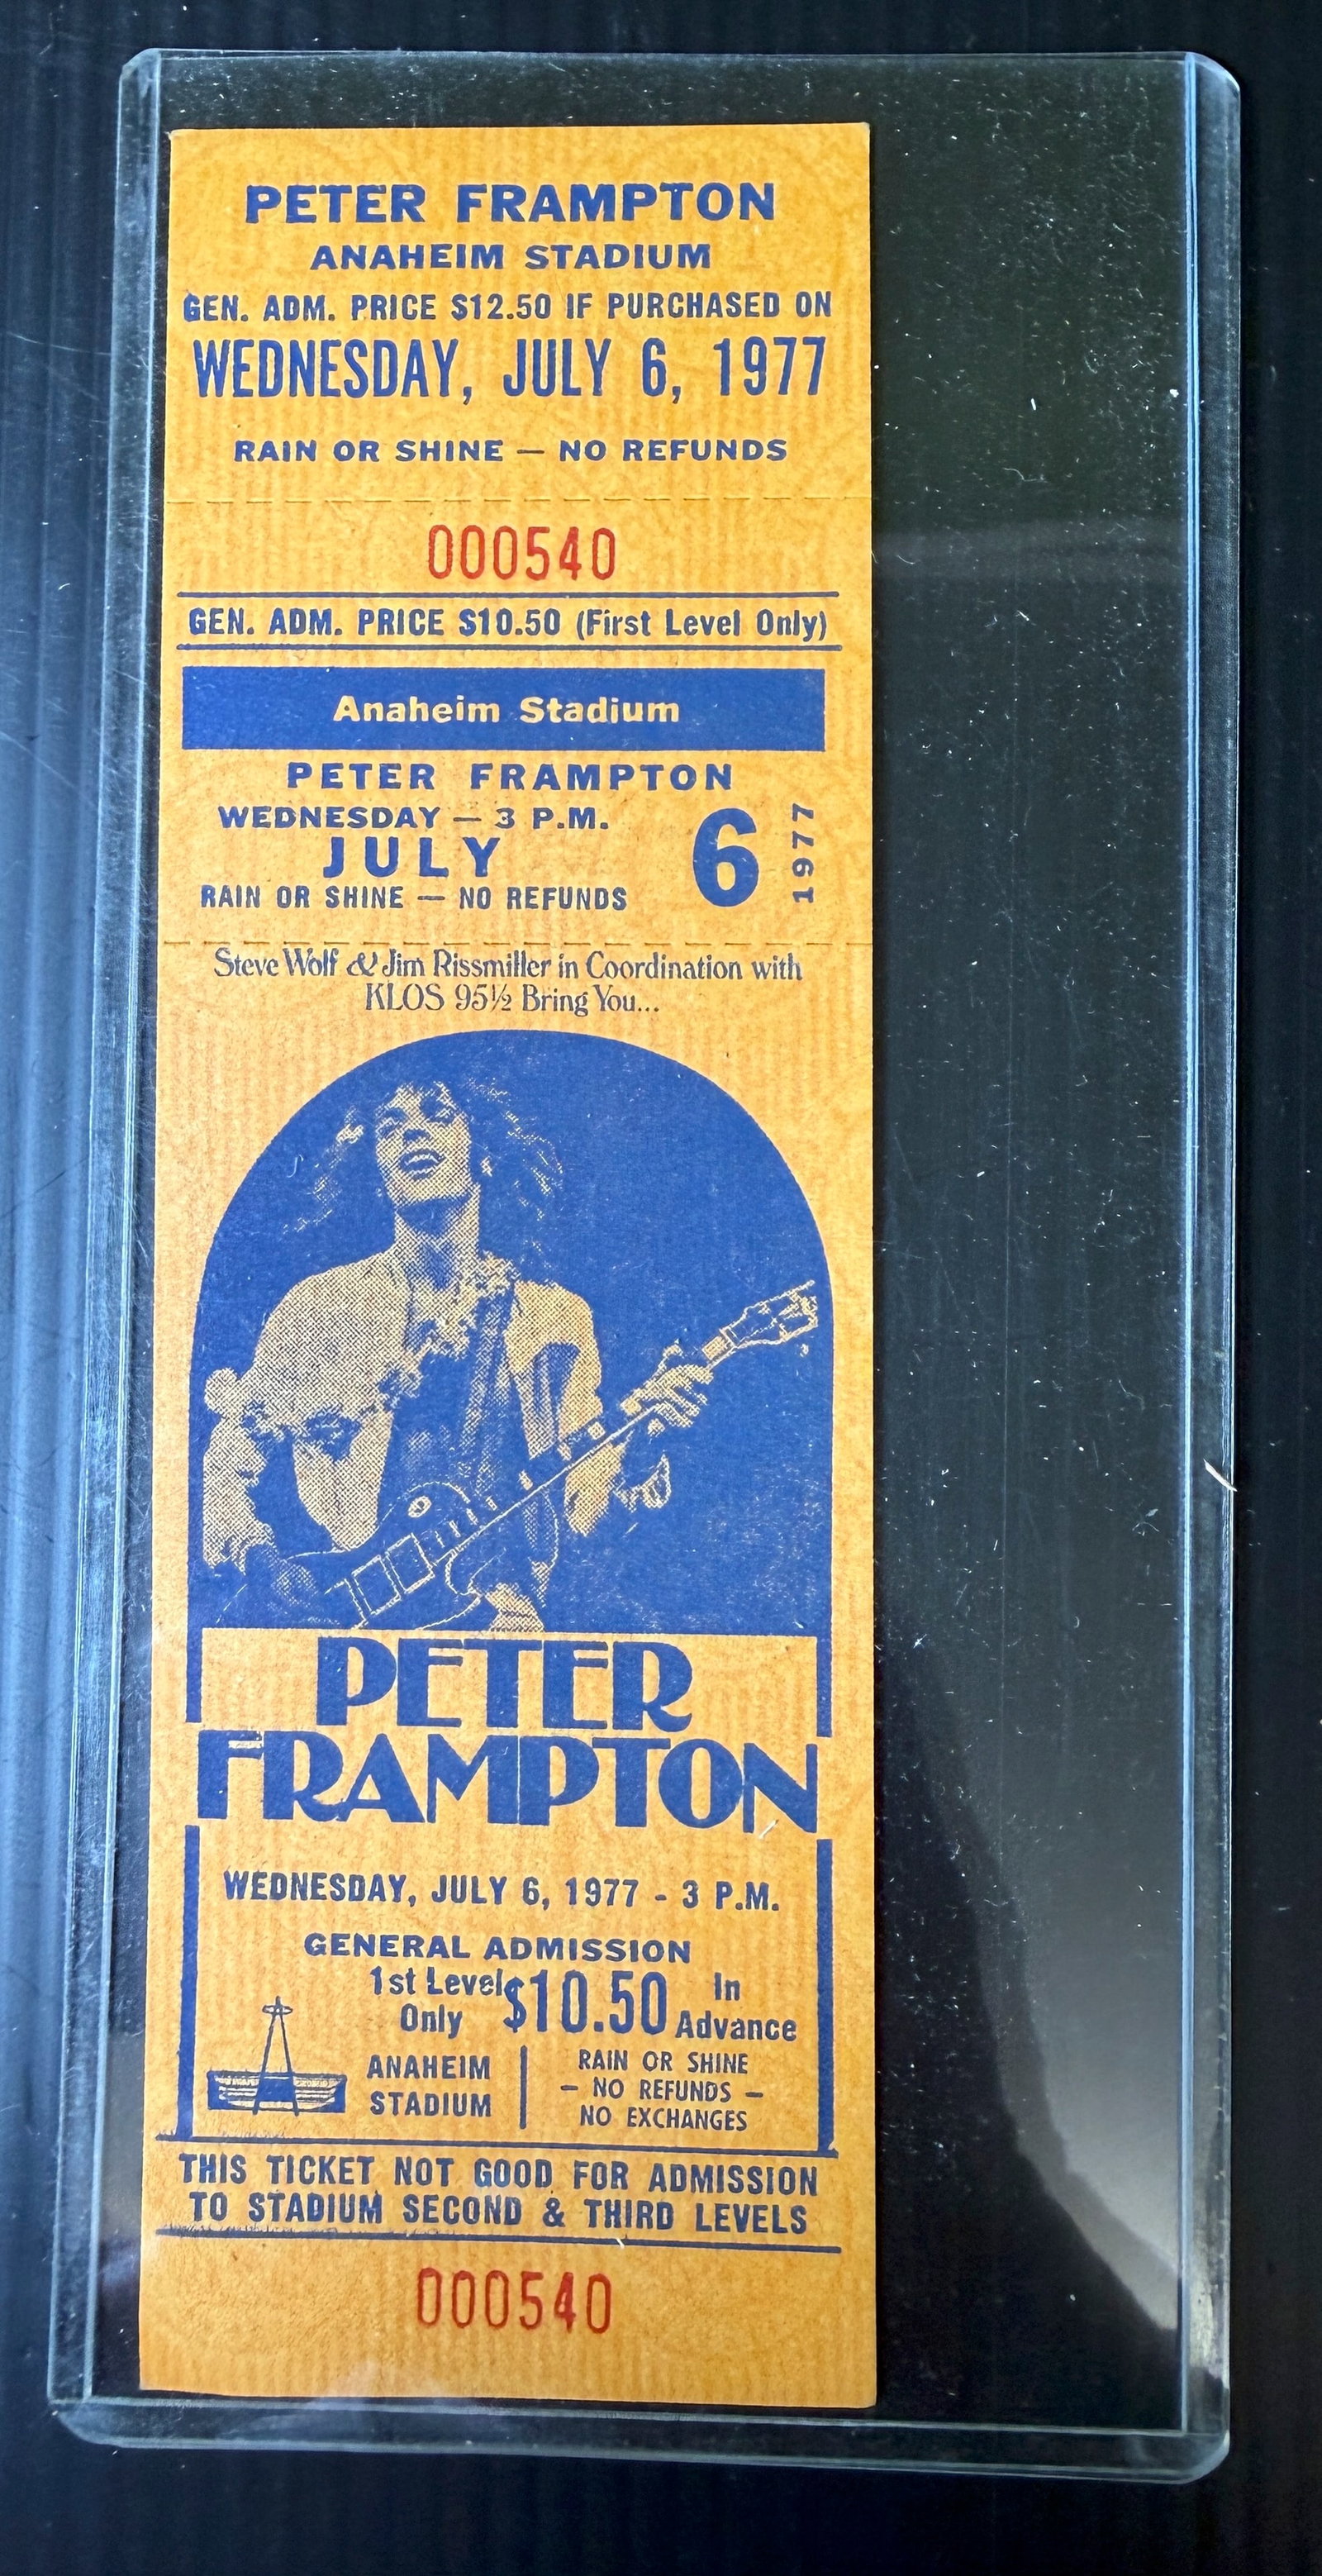 PETER FRAMPTON
ANAHEIM STADIUM
GEN. ADM. PRICE $12.50 IF PURCHASED ON
WEDNESDAY, JULY 6, 1977
RAIN OR SHINE — NO REFUNDS
000540
GEN. ADM. PRICE $10.50 (First Level Only)
Anaheim Stadium
PETER FRAMPTON
WEDNESDAY — 3 P.M.
JULY 6 1977
RAIN OR SHINE — NO REFUNDS
Steve Wolf & Jim Rissmiller in Coordination with
KLOS 95½ Bring You...
PETER
FRAMPTON
WEDNESDAY, JULY 6, 1977 - 3 P.M.
GENERAL ADMISSION
1st Level Only $10.50 In Advance
ANAHEIM STADIUM
RAIN OR SHINE
— NO REFUNDS —
NO EXCHANGES
THIS TICKET NOT GOOD FOR ADMISSION
TO STADIUM SECOND & THIRD LEVELS
000540